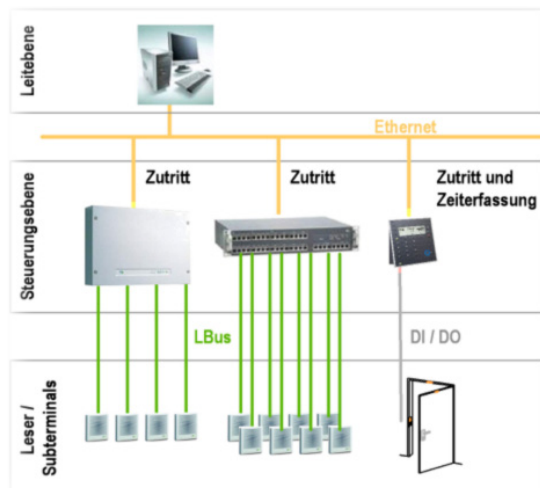 Leitebene
Ethernet
Steuerungsebene
Zutritt
Zutritt
Zutritt und
Zeiterfassung
LBus
DI / DO
Leser /
Subterminals